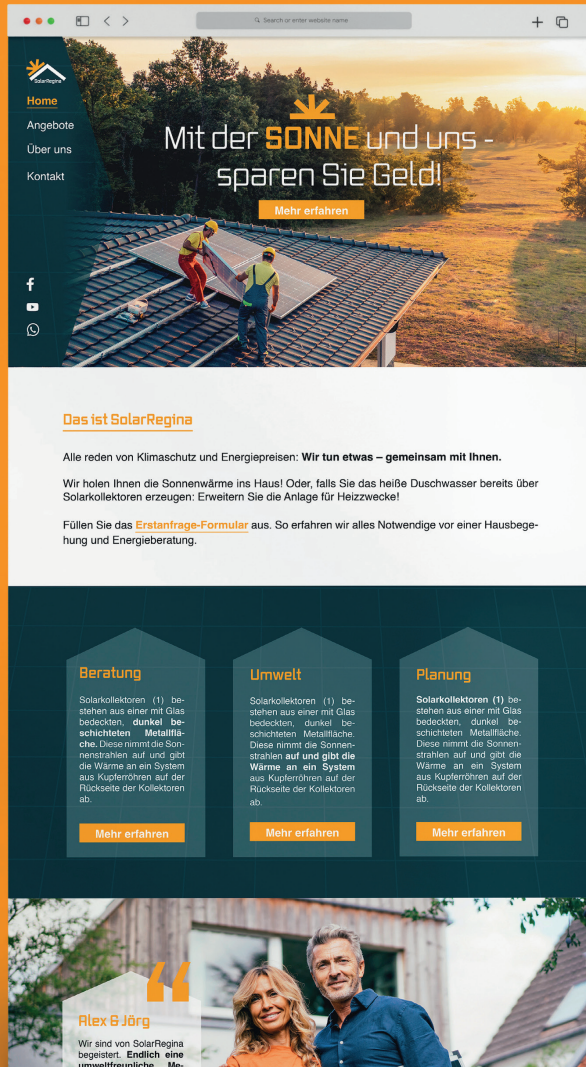 Search or enter website name
SolarRegina
Home
Angebote
Über uns
Kontakt
Mit der SONNE und uns -
sparen Sie Geld!
Mehr erfahren
Das ist SolarRegina
Alle reden von Klimaschutz und Energiepreisen: Wir tun etwas – gemeinsam mit Ihnen.
Wir holen Ihnen die Sonnenwärme ins Haus! Oder, falls Sie das heiße Duschwasser bereits über
Solarkollektoren erzeugen: Erweitern Sie die Anlage für Heizzwecke!
Füllen Sie das Erstanfrage-Formular aus. So erfahren wir alles Notwendige vor einer Hausbege-
hung und Energieberatung.
Beratung
Solarkollektoren (1) be-
stehen aus einer mit Glas
bedeckten, dunkel be-
schichteten Metallflä-
che. Diese nimmt die Son-
nenstrahlen auf und gibt
die Wärme an ein System
aus Kupferröhren auf der
Rückseite der Kollektoren
ab.
Mehr erfahren
Umwelt
Solarkollektoren (1) be-
stehen aus einer mit Glas
bedeckten, dunkel be-
schichteten Metallfläche.
Diese nimmt die Sonnen-
strahlen auf und gibt die
Wärme an ein System
aus Kupferröhren auf der
Rückseite der Kollektoren
ab.
Mehr erfahren
Planung
Solarkollektoren (1) be-
stehen aus einer mit Glas
bedeckten, dunkel be-
schichteten Metallfläche.
Diese nimmt die Sonnen-
strahlen auf und gibt die
Wärme an ein System
aus Kupferröhren auf der
Rückseite der Kollektoren
ab.
Mehr erfahren
“
Alex & Jörg
Wir sind von SolarRegina
begeistert. Endlich eine
umweltfreunliche Me-